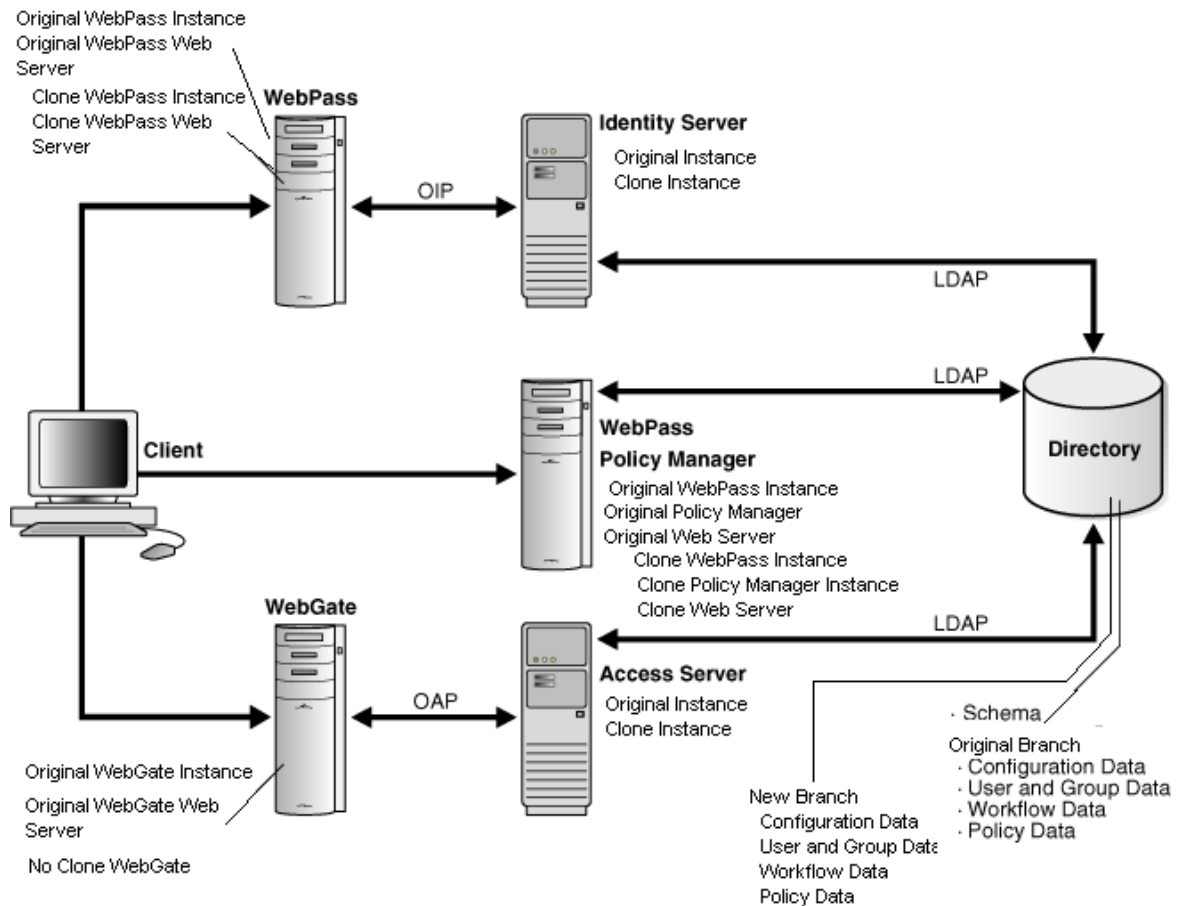 Original WebPass Instance
Original WebPass Web
Server
Clone WebPass Instance
Clone WebPass Web
Server
WebPass
OIP
Identity Server
Original Instance
Clone Instance
LDAP
Client
LDAP
WebPass
Policy Manager
Original WebPass Instance
Original Policy Manager
Original Web Server
Clone WebPass Instance
Clone Policy Manager Instance
Clone Web Server
Directory
WebGate
OAP
Access Server
Original Instance
Clone Instance
LDAP
Original WebGate Instance
Original WebGate Web
Server
No Clone WebGate
New Branch
Configuration Data
User and Group Data
Workflow Data
Policy Data
· Schema
Original Branch
· Configuration Data
· User and Group Data
· Workflow Data
· Policy Data